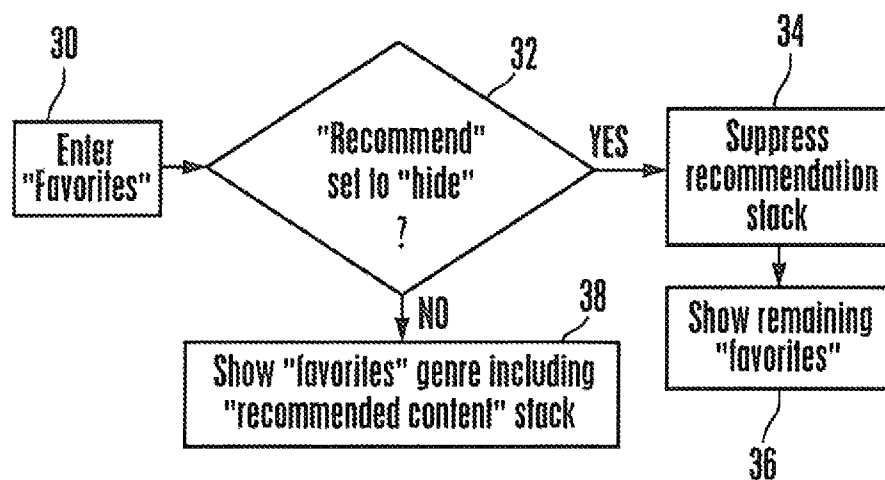 30
Enter
"Favorites"
32
"Recommend"
set to "hide"
?
YES
34
Suppress
recommendation
stack
NO
38
Show "favorites" genre including
"recommended content" stack
Show remaining
"favorites"
36